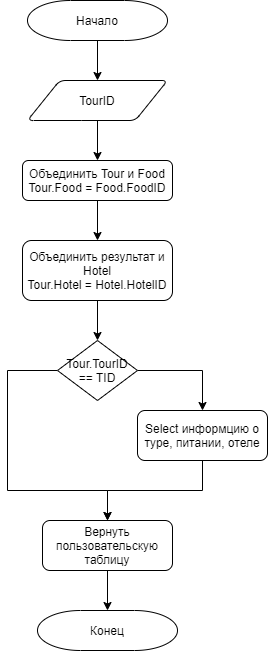 Начало
TourID
Объединить Tour и Food
Tour.Food = Food.FoodID
Объединить результат и
Hotel
Tour.Hotel = Hotel.HotelID
Tour.TourID
== TID
Select информцию о
туре, питании, отеле
Вернуть
пользовательскую
таблицу
Конец